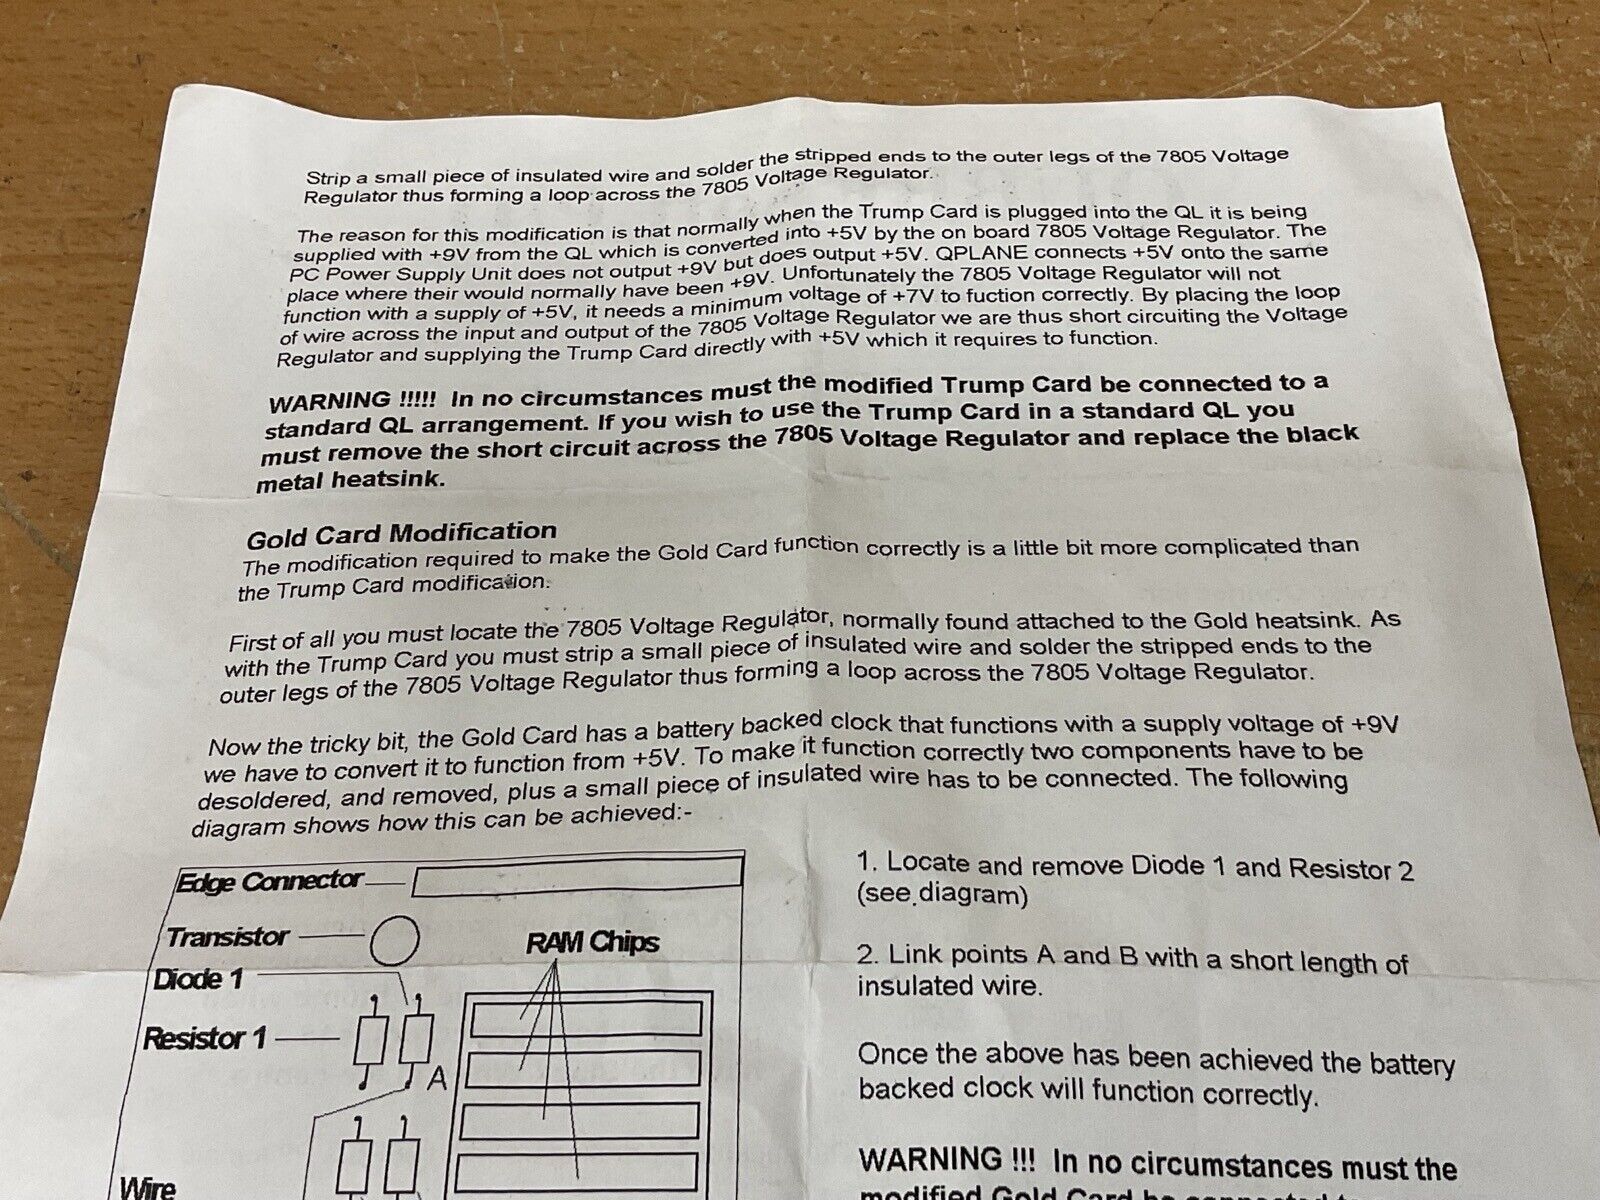 Strip a small piece of insulated wire and solder the stripped ends to the outer legs of the 7805 Voltage
Regulator thus forming a loop across the 7805 Voltage Regulator.
The reason for this modification is that normally when the Trump Card is plugged into the QL it is being
supplied with +9V from the QL which is converted into +5V by the on board 7805 Voltage Regulator. The
PC Power Supply Unit does not output +9V but does output +5V. QPLANE connects +5V onto the same
place where their would normally have been +9V. Unfortunately the 7805 Voltage Regulator will not
function with a supply of +5V, it needs a minimum voltage of +7V to fuction correctly. By placing the loop
of wire across the input and output of the 7805 Voltage Regulator we are thus short circuiting the Voltage
Regulator and supplying the Trump Card directly with +5V which it requires to function.
WARNING !!!!! In no circumstances must the modified Trump Card be connected to a
standard QL arrangement. If you wish to use the Trump Card in a standard QL you
must remove the short circuit across the 7805 Voltage Regulator and replace the black
metal heatsink.
Gold Card Modification
The modification required to make the Gold Card function correctly is a little bit more complicated than
the Trump Card modification.
First of all you must locate the 7805 Voltage Regulator, normally found attached to the Gold heatsink. As
with the Trump Card you must strip a small piece of insulated wire and solder the stripped ends to the
outer legs of the 7805 Voltage Regulator thus forming a loop across the 7805 Voltage Regulator.
Now the tricky bit, the Gold Card has a battery backed clock that functions with a supply voltage of +9V
we have to convert it to function from +5V. To make it function correctly two components have to be
desoldered, and removed, plus a small piece of insulated wire has to be connected. The following
diagram shows how this can be achieved:-
Edge Connector
Transistor
RAM Chips
Diode 1
Resistor 1
A
Wire
1. Locate and remove Diode 1 and Resistor 2
(see diagram)
2. Link points A and B with a short length of
insulated wire.
Once the above has been achieved the battery
backed clock will function correctly.
WARNING !!! In no circumstances must the
modified Gold Card be connected to